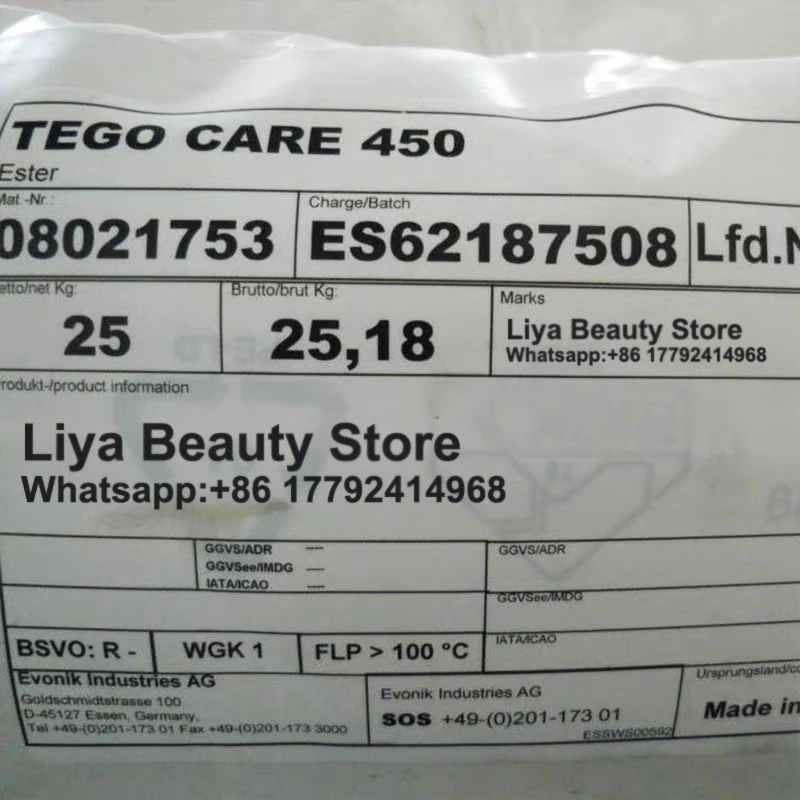 TEGO CARE 450
Ester
Mat.-Nr.:
08021753
Charge/Batch
ES62187508
Lfd.N
etto/net Kg:
25
Brutto/brut Kg:
25,18
Marks
Liya Beauty Store
Whatsapp:+86 17792414968
rodukt-/product information
Liya Beauty Store
Whatsapp:+86 17792414968
GGVS/ADR ---
GGVSee/IMDG ---
IATA/ICAO ---
GGVS/ADR
GGVSee/IMDG
IATA/ICAO
BSVO: R -
WGK 1
FLP > 100 °C
Evonik Industries AG
Goldschmidtstrasse 100
D-45127 Essen, Germany,
Tel +49-(0)201-173 01 Fax +49-(0)201-173 3000
Evonik Industries AG
SOS +49-(0)201-173 01
ESSWS00592
Ursprungsland/co
Made in